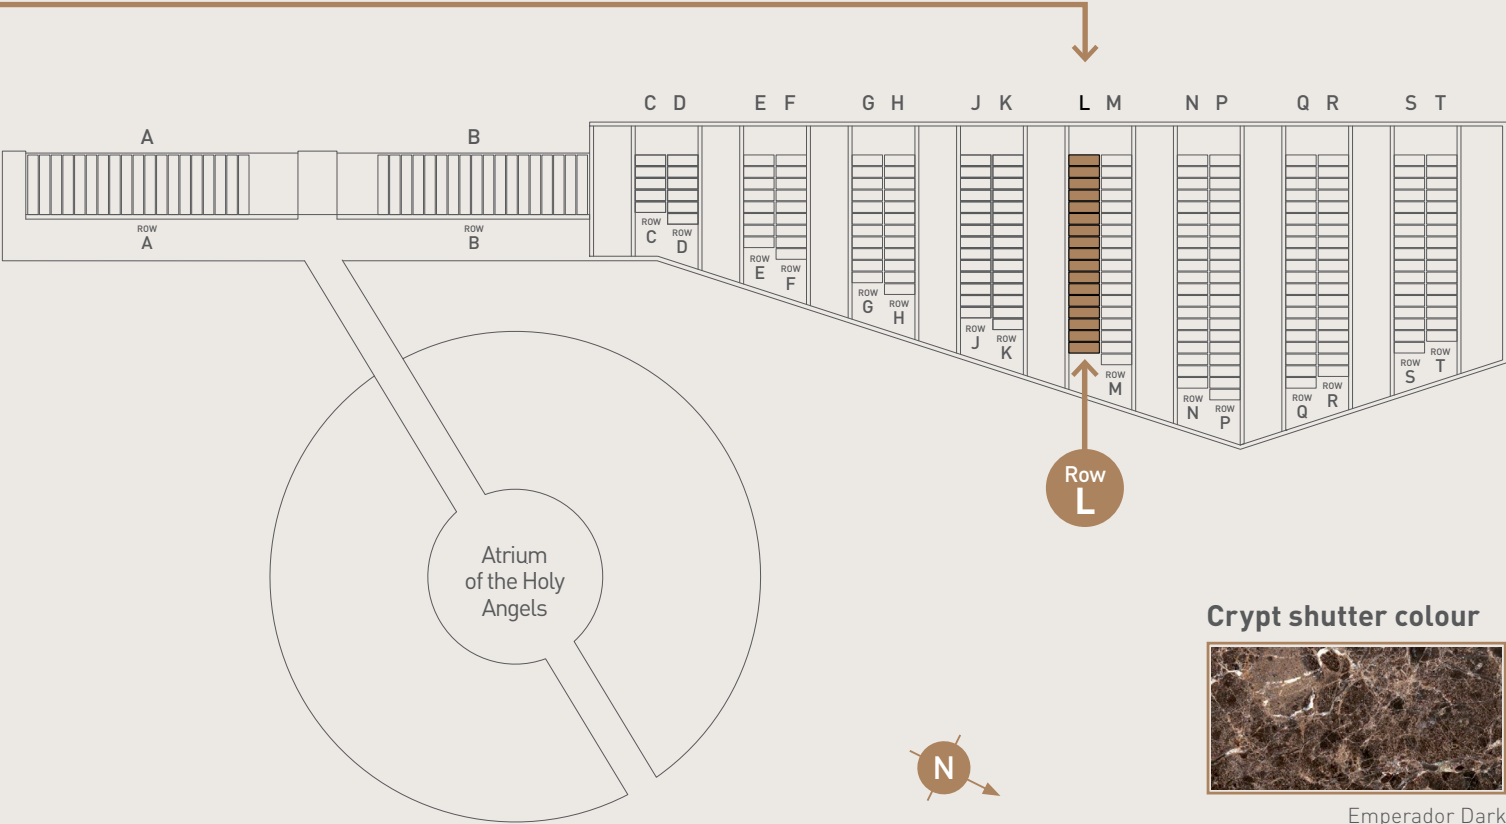 C D E F G H J K L M N P Q R S T
A B
ROW
A
ROW
B
ROW
C
ROW
D
ROW
E
ROW
F
ROW
G
ROW
H
ROW
J
ROW
K
ROW
M
ROW
N
ROW
P
ROW
Q
ROW
R
ROW
S
ROW
T
Row
L
Atrium
of the Holy
Angels
N
Crypt shutter colour
Emperador Dark